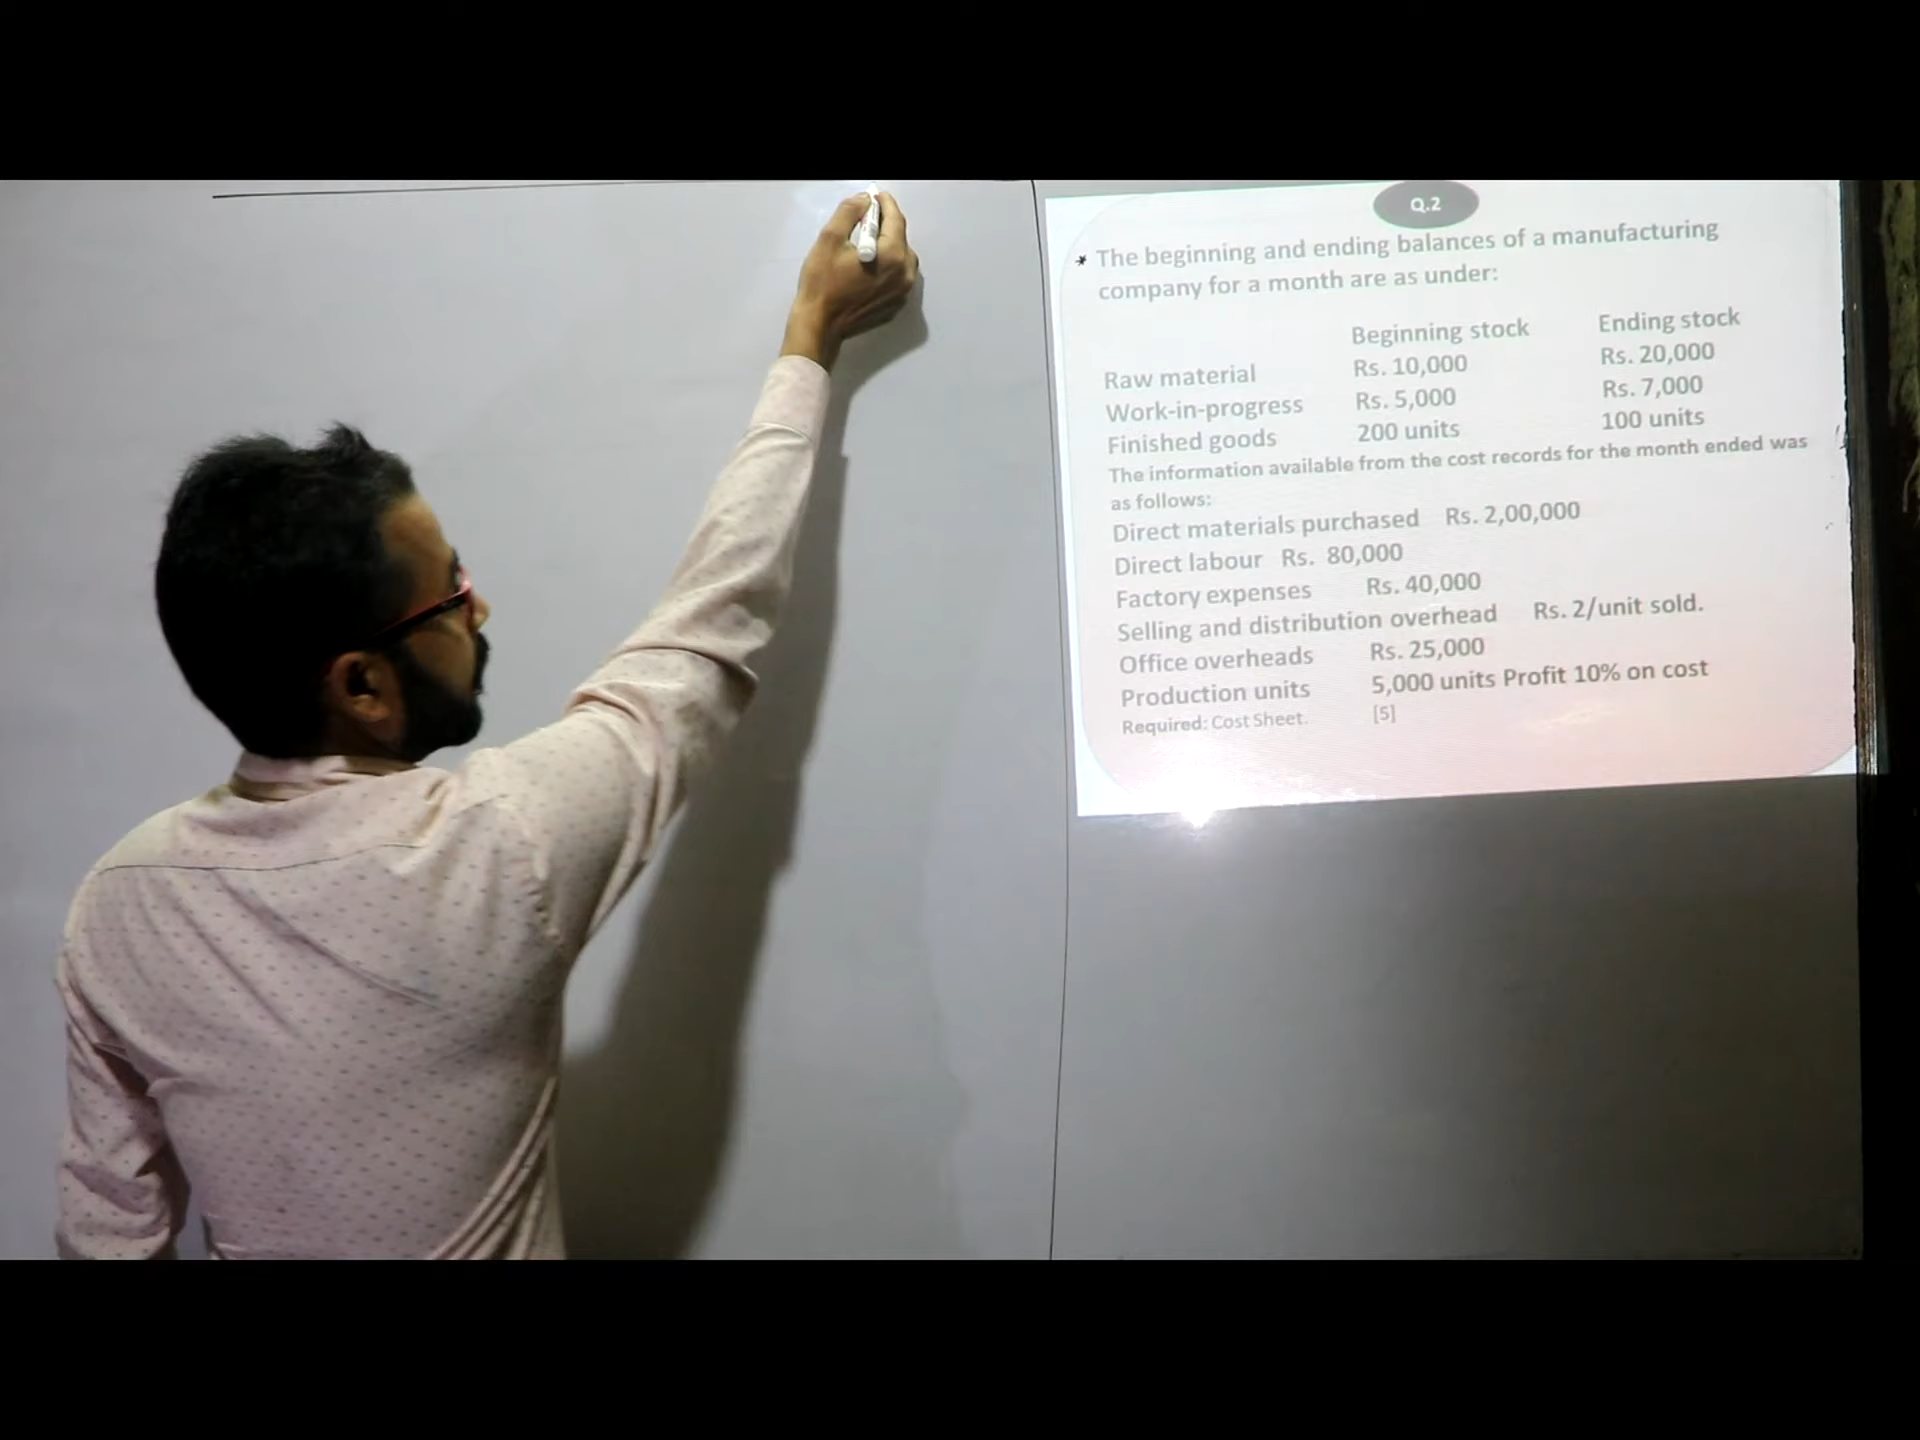 Q.2
* The beginning and ending balances of a manufacturing
company for a month are as under:
Beginning stock Ending stock
Raw material Rs. 10,000 Rs. 20,000
Work-in-progress Rs. 5,000 Rs. 7,000
Finished goods 200 units 100 units
The information available from the cost records for the month ended was
as follows:
Direct materials purchased Rs. 2,00,000
Direct labour Rs. 80,000
Factory expenses Rs. 40,000
Selling and distribution overhead Rs. 2/unit sold.
Office overheads Rs. 25,000
Production units 5,000 units Profit 10% on cost
Required: Cost Sheet. [5]